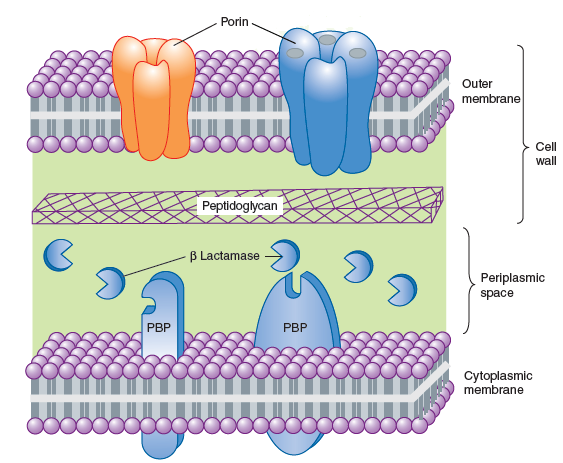 Porin
Outer
membrane
Cell
wall
Peptidoglycan
β Lactamase
Periplasmic
space
PBP
PBP
Cytoplasmic
membrane